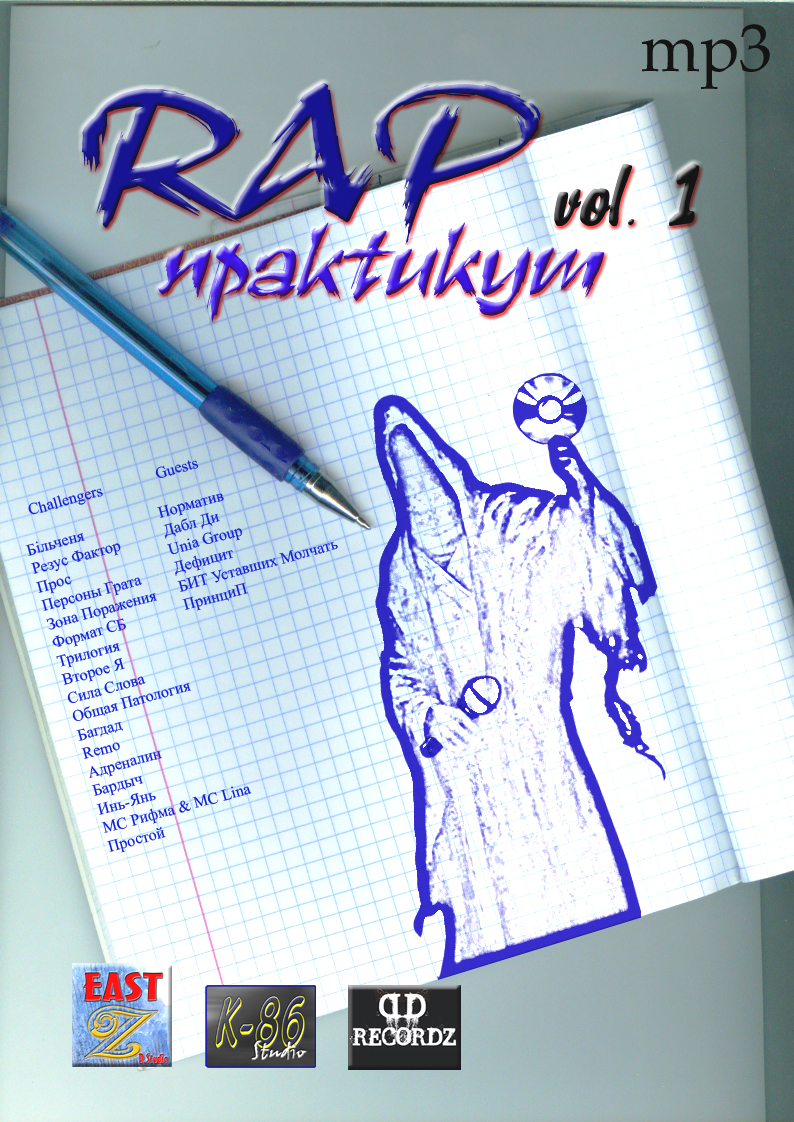 mp3
RAP
vol. 1
практикум
Challengers
Більченя
Резус Фактор
Прос
Персоны Грата
Зона Поражения
Формат СБ
Трилогия
Второе Я
Сила Слова
Общая Патология
Багдад
Remo
Адреналин
Бардыч
Инь-Янь
МС Рифма & MC Lina
Простой
Guests
Норматив
Дабл Ди
Unia Group
Дефицит
БИТ Уставших Молчать
ПринциП
EAST
Z
D Studio
K-86
Studio
RECORDZ